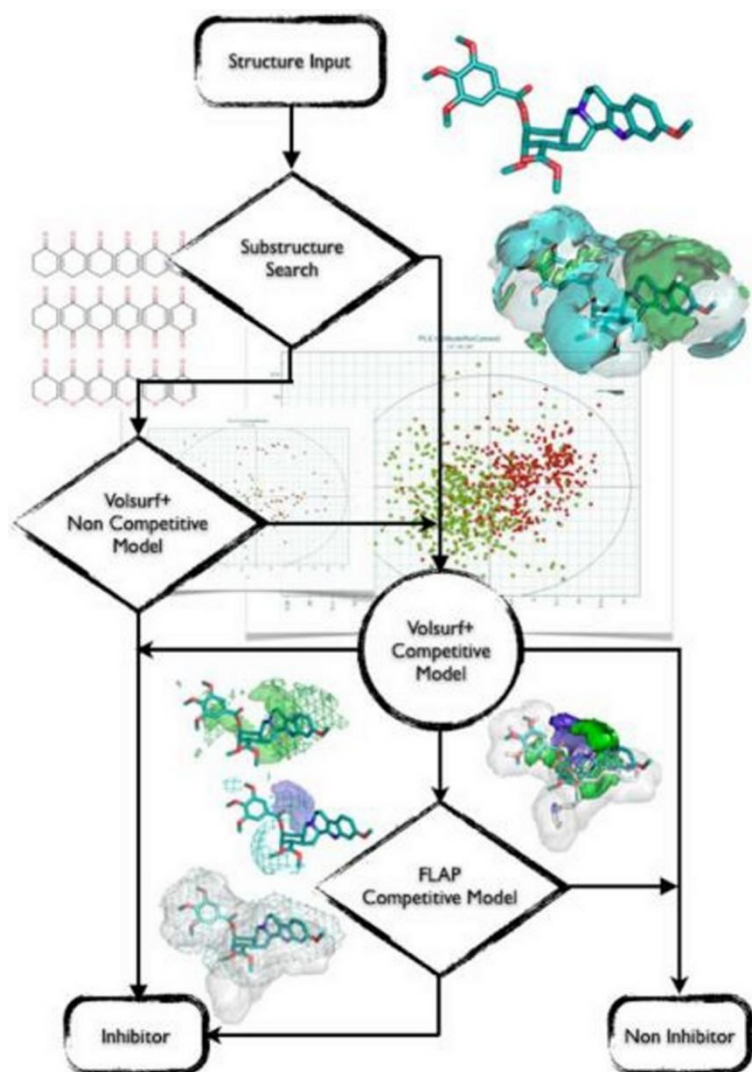 Structure Input
Substructure
Search
Volsurf+
Non Competitive
Model
Volsurf+
Competitive
Model
FLAP
Competitive Model
Inhibitor
Non Inhibitor